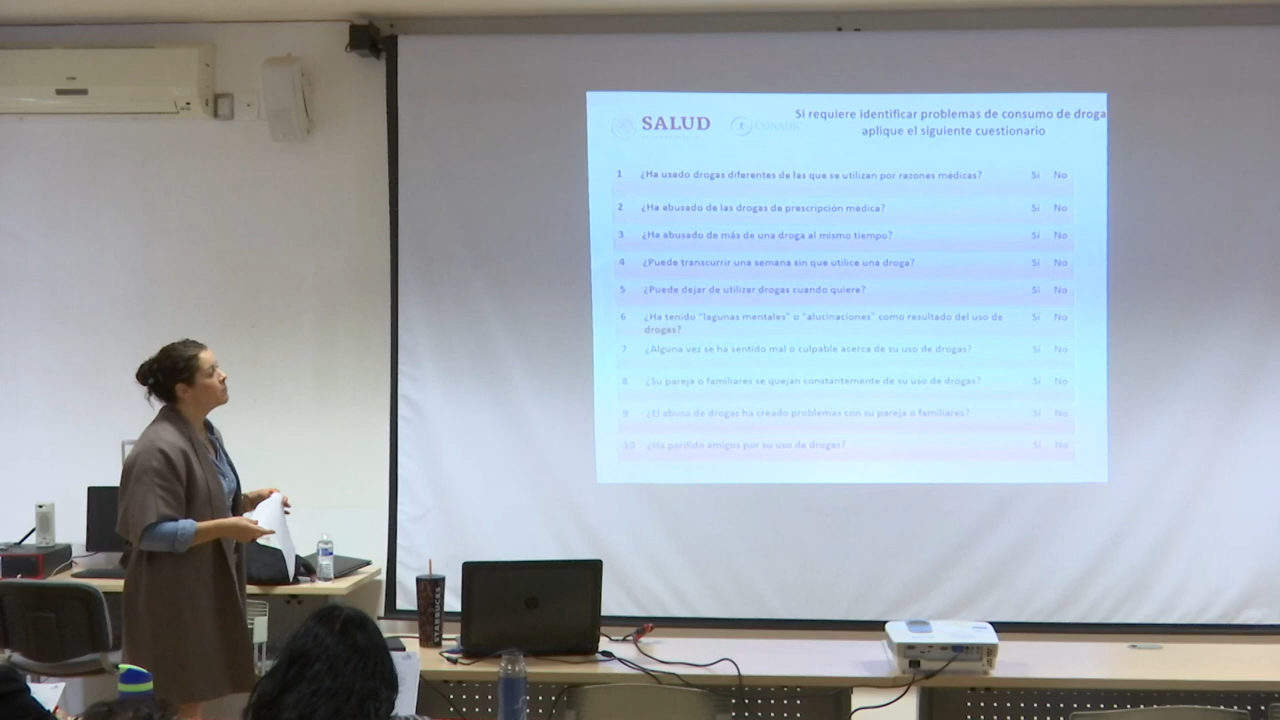 SALUD
CONADIC
Si requiere identificar problemas de consumo de droga
aplique el siguiente cuestionario
1 ¿Ha usado drogas diferentes de las que se utilizan por razones médicas? Sí No
2 ¿Ha abusado de las drogas de prescripción médica? Sí No
3 ¿Ha abusado de más de una droga al mismo tiempo? Sí No
4 ¿Puede transcurrir una semana sin que utilice una droga? Sí No
5 ¿Puede dejar de utilizar drogas cuando quiere? Sí No
6 ¿Ha tenido "lagunas mentales" o "alucinaciones" como resultado del uso de Sí No
drogas?
7 ¿Alguna vez se ha sentido mal o culpable acerca de su uso de drogas? Sí No
8 ¿Su pareja o familiares se quejan constantemente de su uso de drogas? Sí No
9 ¿El abuso de drogas ha creado problemas con su pareja o familiares? Sí No
10 ¿Ha perdido amigos por su uso de drogas? Sí No
STARBUCKS
hp